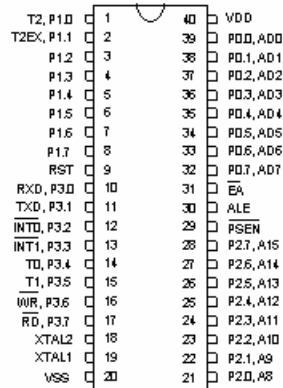 T2, P1.0 1 40 VDD
T2EX, P1.1 2 39 P0.0, AD0
P1.2 3 38 P0.1, AD1
P1.3 4 37 P0.2, AD2
P1.4 5 36 P0.3, AD3
P1.5 6 35 P0.4, AD4
P1.6 7 34 P0.5, AD5
P1.7 8 33 P0.6, AD6
RST 9 32 P0.7, AD7
RXD, P3.0 10 31 EA
TXD, P3.1 11 30 ALE
INT0, P3.2 12 29 PSEN
INT1, P3.3 13 28 P2.7, A15
T0, P3.4 14 27 P2.6, A14
T1, P3.5 15 26 P2.5, A13
WR, P3.6 16 25 P2.4, A12
RD, P3.7 17 24 P2.3, A11
XTAL2 18 23 P2.2, A10
XTAL1 19 22 P2.1, A9
VSS 20 21 P2.0, A8